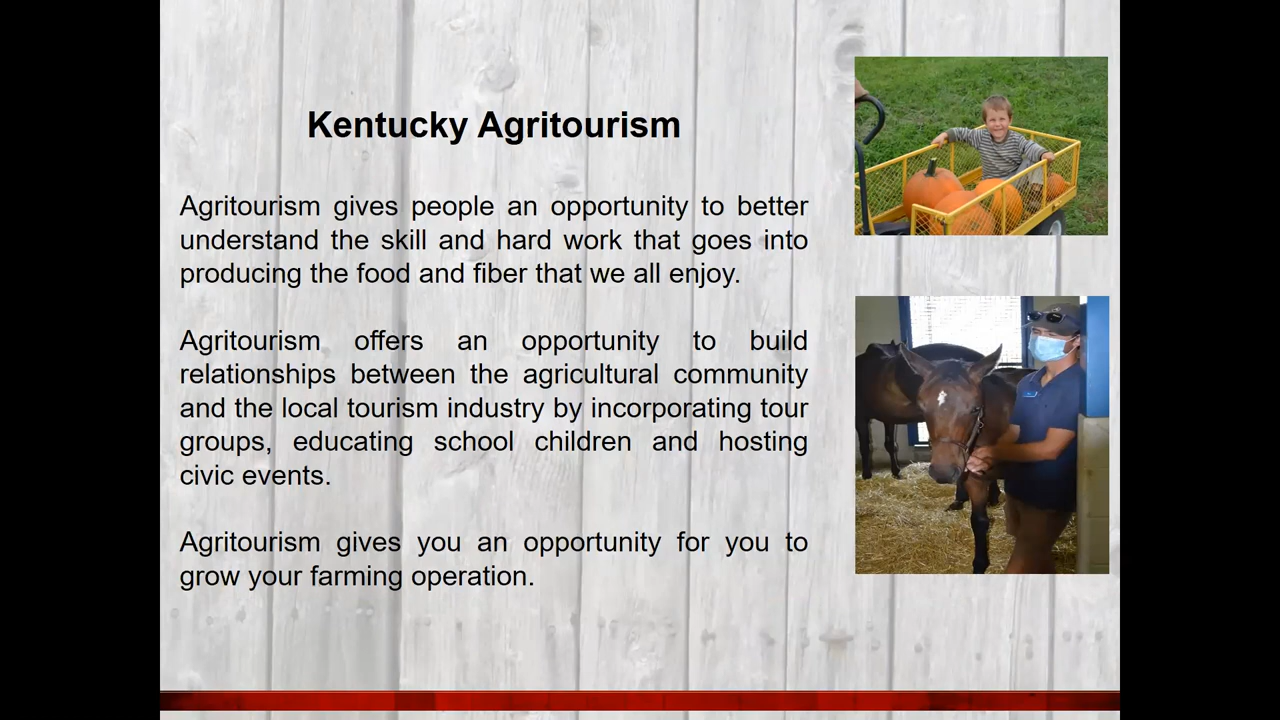 Kentucky Agritourism
Agritourism gives people an opportunity to better
understand the skill and hard work that goes into
producing the food and fiber that we all enjoy.
Agritourism offers an opportunity to build
relationships between the agricultural community
and the local tourism industry by incorporating tour
groups, educating school children and hosting
civic events.
Agritourism gives you an opportunity for you to
grow your farming operation.